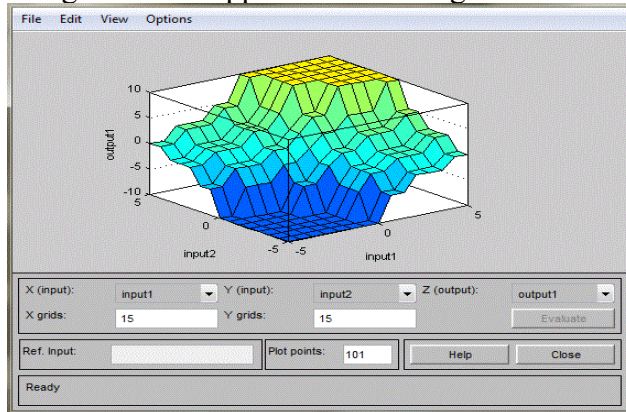 File Edit View Options
10
5
0
-5
-10
output1
5
0
-5
input2
-5
0
5
input1
X (input): input1 Y (input): input2 Z (output): output1
X grids: 15 Y grids: 15 Evaluate
Ref. Input: Plot points: 101 Help Close
Ready